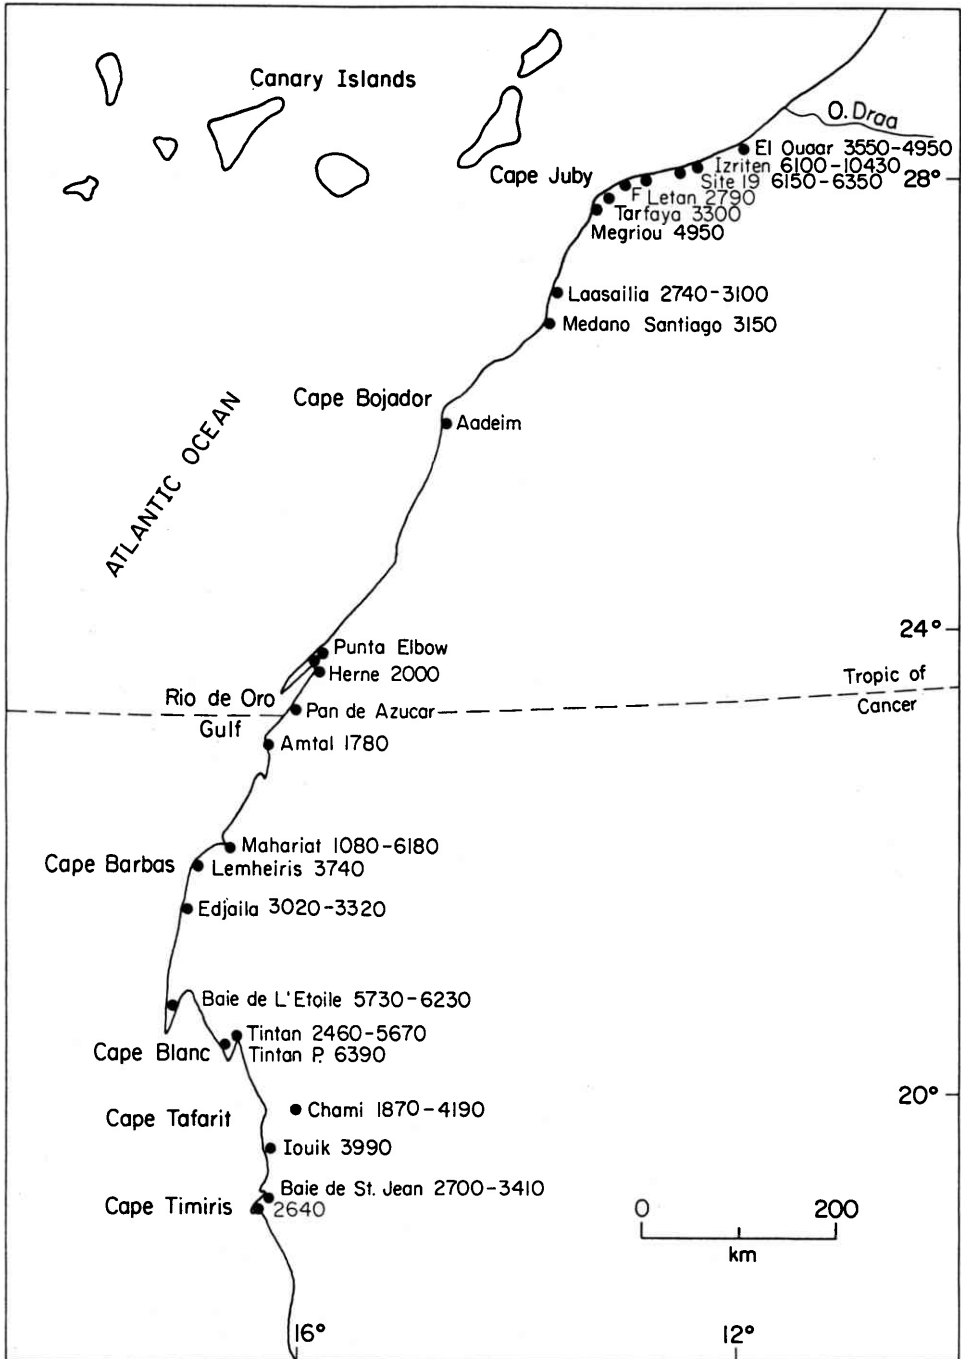 Canary Islands
O. Draa
El Ouaar 3550-4950
Izriten 6100-10430
Cape Juby
Site 19 6150-6350
28°
F Letan 2790
Tarfaya 3300
Megriou 4950
Laasailia 2740-3100
Medano Santiago 3150
Cape Bojador
Aadeim
ATLANTIC OCEAN
24°
Punta Elbow
Herne 2000
Rio de Oro
Gulf
Tropic of
Cancer
Pan de Azucar
Amtal 1780
Mahariat 1080-6180
Cape Barbas
Lemheiris 3740
Edjaila 3020-3320
Baie de L'Etoile 5730-6230
Tintan 2460-5670
Cape Blanc
Tintan P. 6390
20°
Chami 1870-4190
Cape Tafarit
Iouik 3990
Baie de St. Jean 2700-3410
Cape Timiris
2640
0 200
km
16° 12°